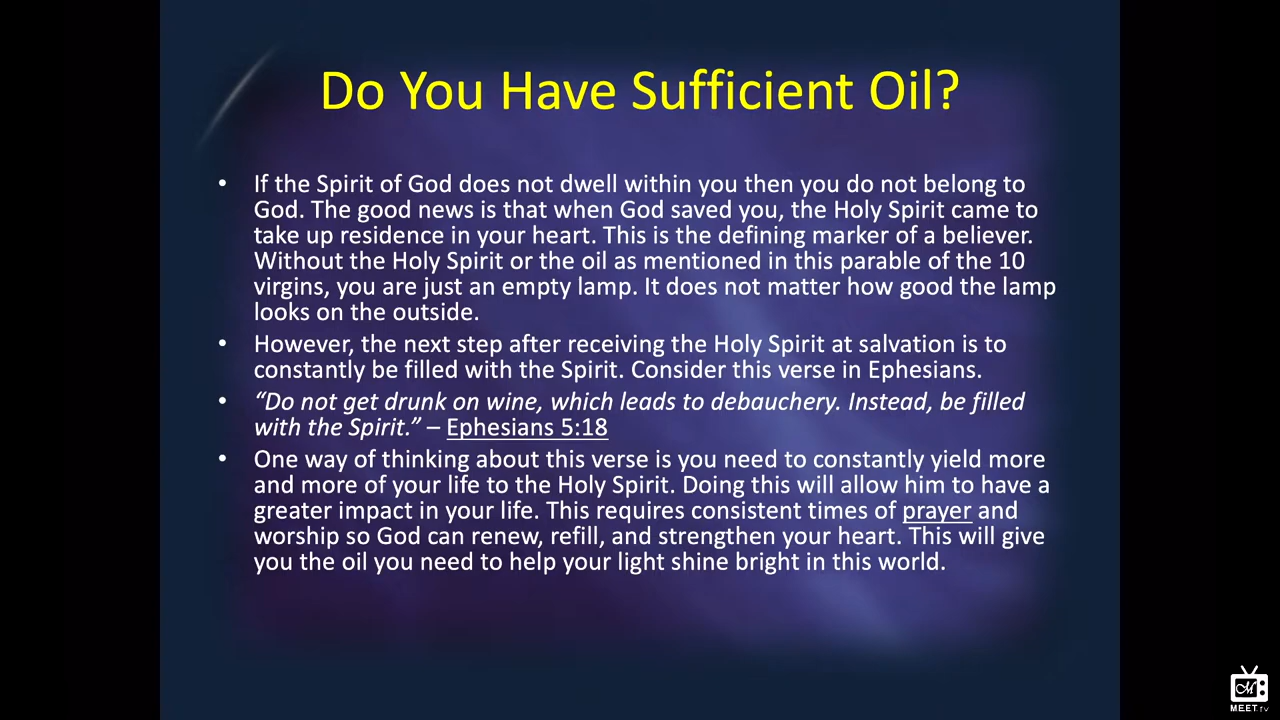 Do You Have Sufficient Oil?
• If the Spirit of God does not dwell within you then you do not belong to
God. The good news is that when God saved you, the Holy Spirit came to
take up residence in your heart. This is the defining marker of a believer.
Without the Holy Spirit or the oil as mentioned in this parable of the 10
virgins, you are just an empty lamp. It does not matter how good the lamp
looks on the outside.
• However, the next step after receiving the Holy Spirit at salvation is to
constantly be filled with the Spirit. Consider this verse in Ephesians.
• “Do not get drunk on wine, which leads to debauchery. Instead, be filled
with the Spirit.” – Ephesians 5:18
• One way of thinking about this verse is you need to constantly yield more
and more of your life to the Holy Spirit. Doing this will allow him to have a
greater impact in your life. This requires consistent times of prayer and
worship so God can renew, refill, and strengthen your heart. This will give
you the oil you need to help your light shine bright in this world.
M
MEET.TV